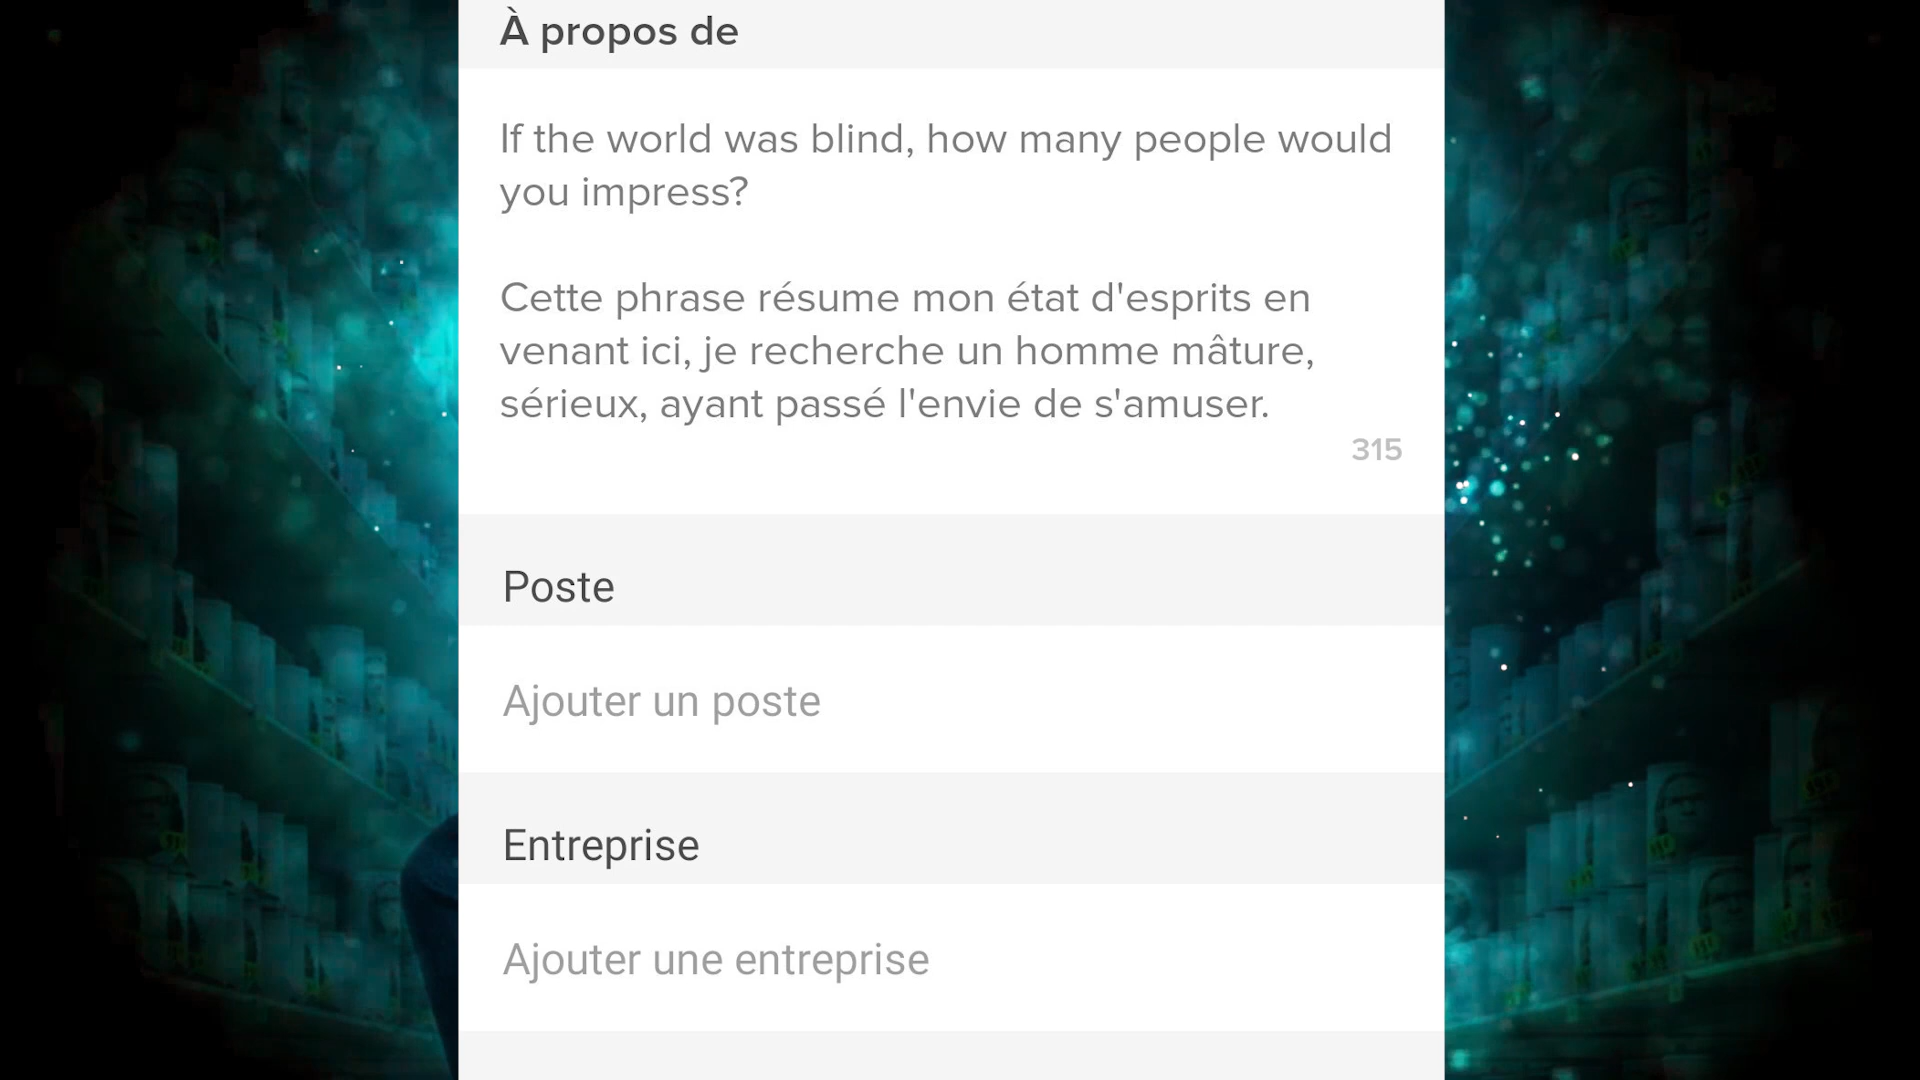 À propos de
If the world was blind, how many people would
you impress?
Cette phrase résume mon état d'esprits en
venant ici, je recherche un homme mâture,
sérieux, ayant passé l'envie de s'amuser.
315
Poste
Ajouter un poste
Entreprise
Ajouter une entreprise